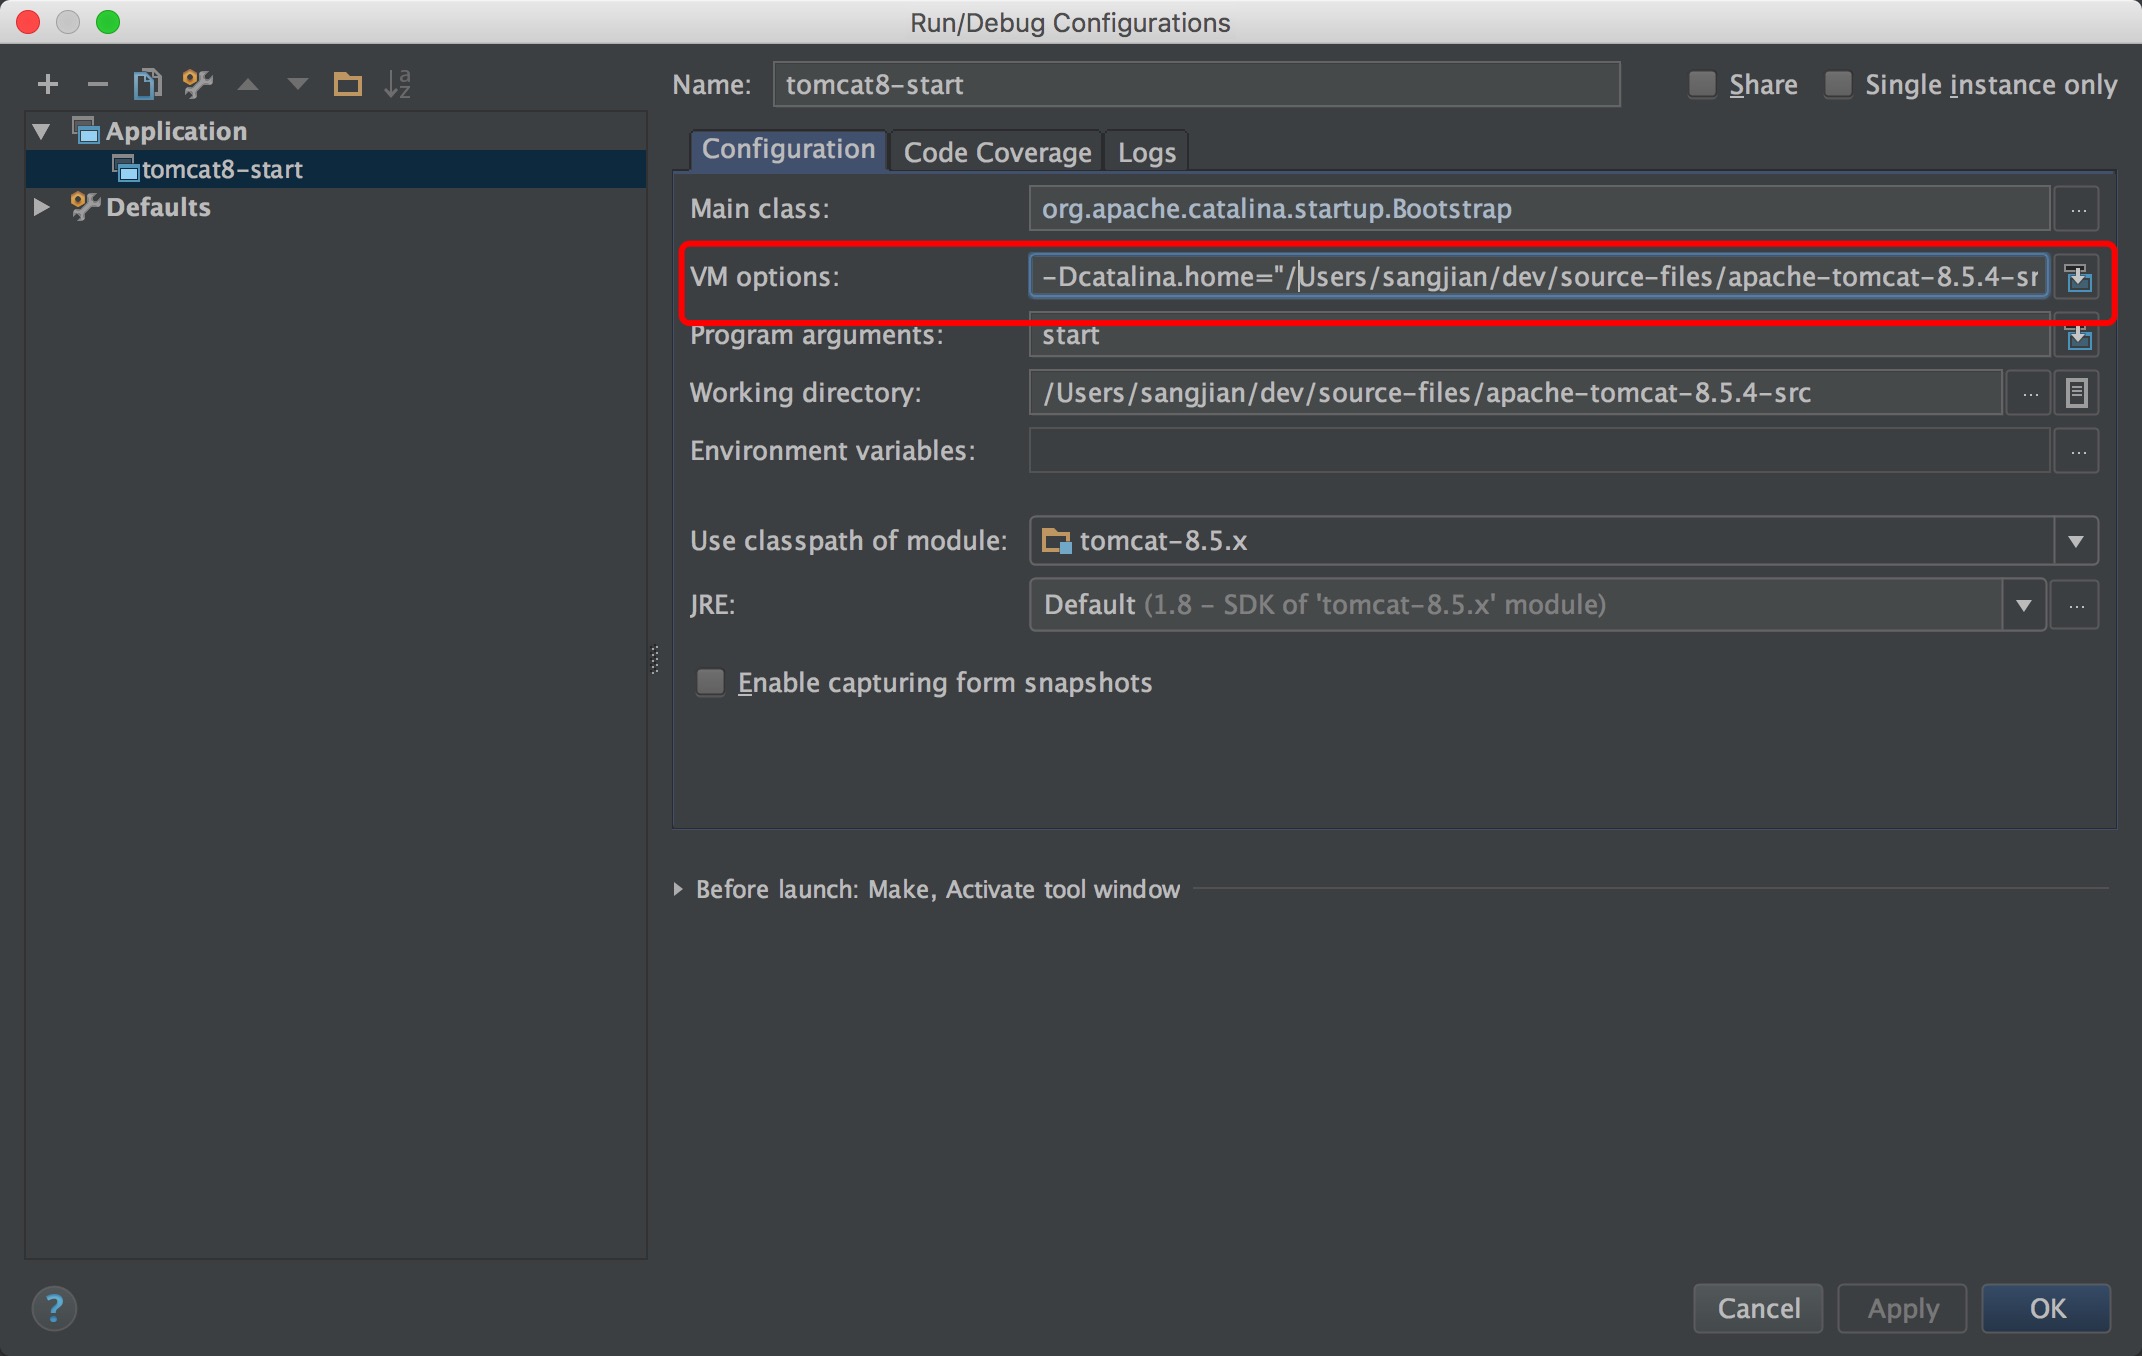 Run/Debug Configurations
Name: tomcat8-start Share Single instance only
Application
tomcat8-start
Defaults
Configuration Code Coverage Logs
Main class: org.apache.catalina.startup.Bootstrap ...
VM options: -Dcatalina.home="/Users/sangjian/dev/source-files/apache-tomcat-8.5.4-sr
Program arguments: start
Working directory: /Users/sangjian/dev/source-files/apache-tomcat-8.5.4-src ...
Environment variables: ...
Use classpath of module: tomcat-8.5.x
JRE: Default (1.8 - SDK of 'tomcat-8.5.x' module) ...
Enable capturing form snapshots
Before launch: Make, Activate tool window
? Cancel Apply OK